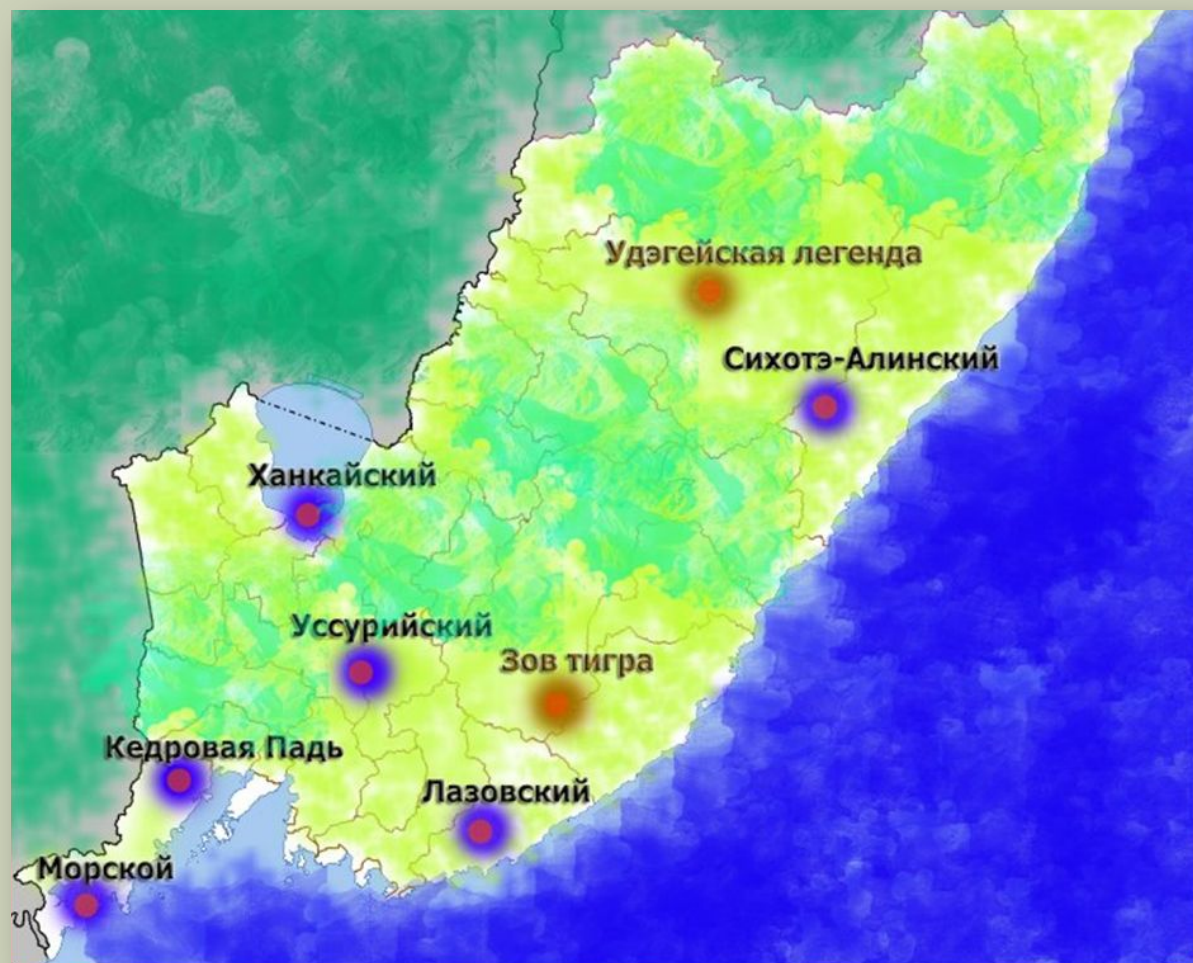 Удэгейская легенда
Сихотэ-Алинский
Ханкайский
Уссурийский
Зов тигра
Кедровая Падь
Лазовский
Морской